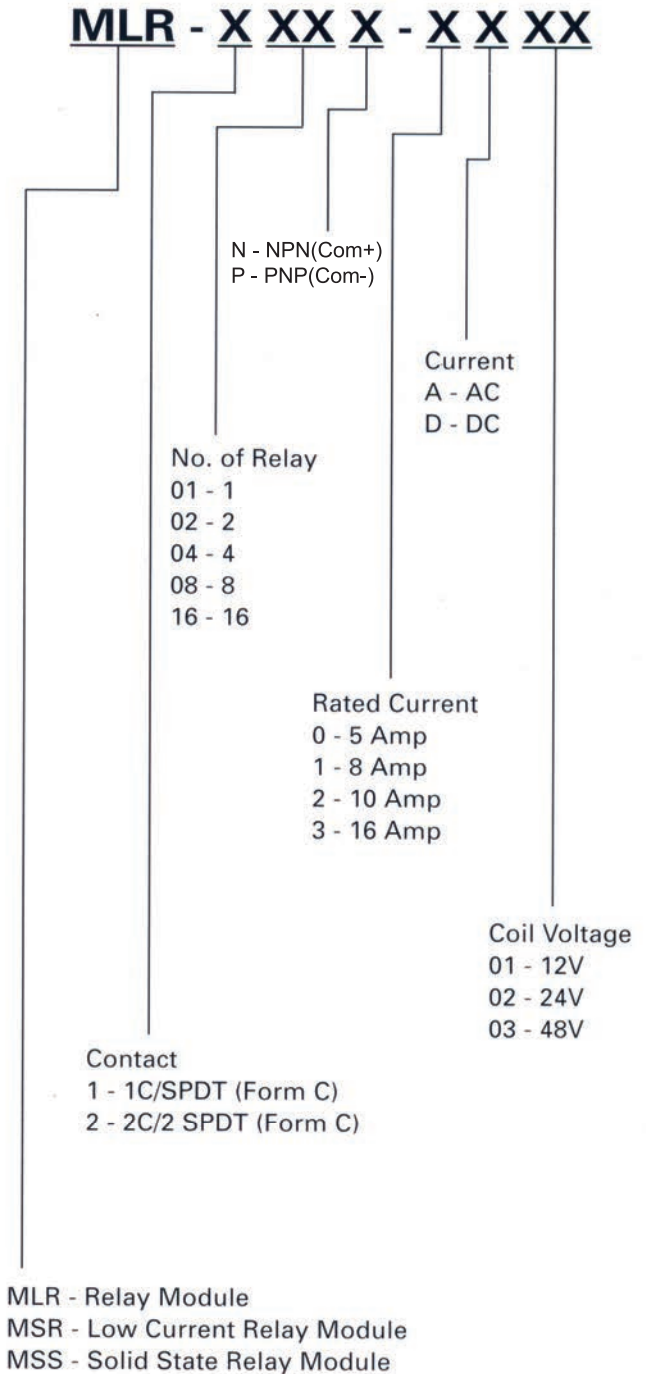 MLR - X XX X - X X XX
N - NPN(Com+)
P - PNP(Com-)
Current
A - AC
D - DC
No. of Relay
01 - 1
02 - 2
04 - 4
08 - 8
16 - 16
Rated Current
0 - 5 Amp
1 - 8 Amp
2 - 10 Amp
3 - 16 Amp
Coil Voltage
01 - 12V
02 - 24V
03 - 48V
Contact
1 - 1C/SPDT (Form C)
2 - 2C/2 SPDT (Form C)
MLR - Relay Module
MSR - Low Current Relay Module
MSS - Solid State Relay Module